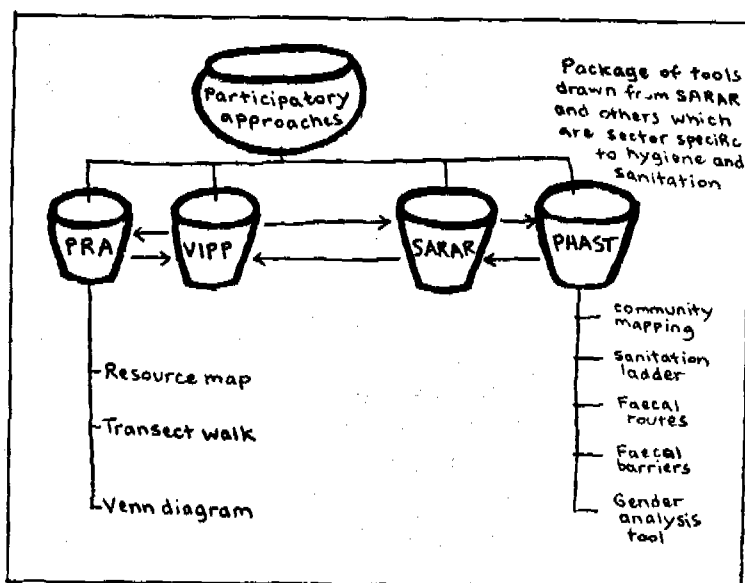 Participatory
approaches
Package of tools
drawn from SARAR
and others which
are sector specific
to hygiene and
sanitation
PRA
VIPP
SARAR
PHAST
Resource map
Transect walk
Venn diagram
community
mapping
Sanitation
ladder
Faecal
routes
Faecal
barriers
Gender
analysis
tool